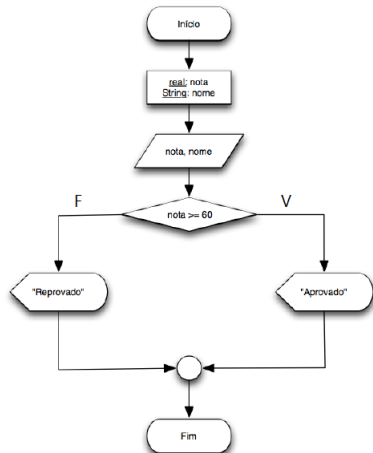 Início
real: nota
String: nome
nota, nome
F
V
nota >= 60
"Reprovado"
"Aprovado"
Fim